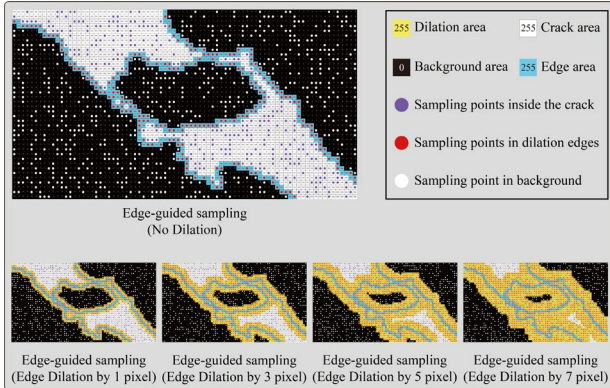 255 Dilation area
255 Crack area
0 Background area
255 Edge area
Sampling points inside the crack
Sampling points in dilation edges
Sampling point in background
Edge-guided sampling
(No Dilation)
Edge-guided sampling
(Edge Dilation by 1 pixel)
Edge-guided sampling
(Edge Dilation by 3 pixel)
Edge-guided sampling
(Edge Dilation by 5 pixel)
Edge-guided sampling
(Edge Dilation by 7 pixel)